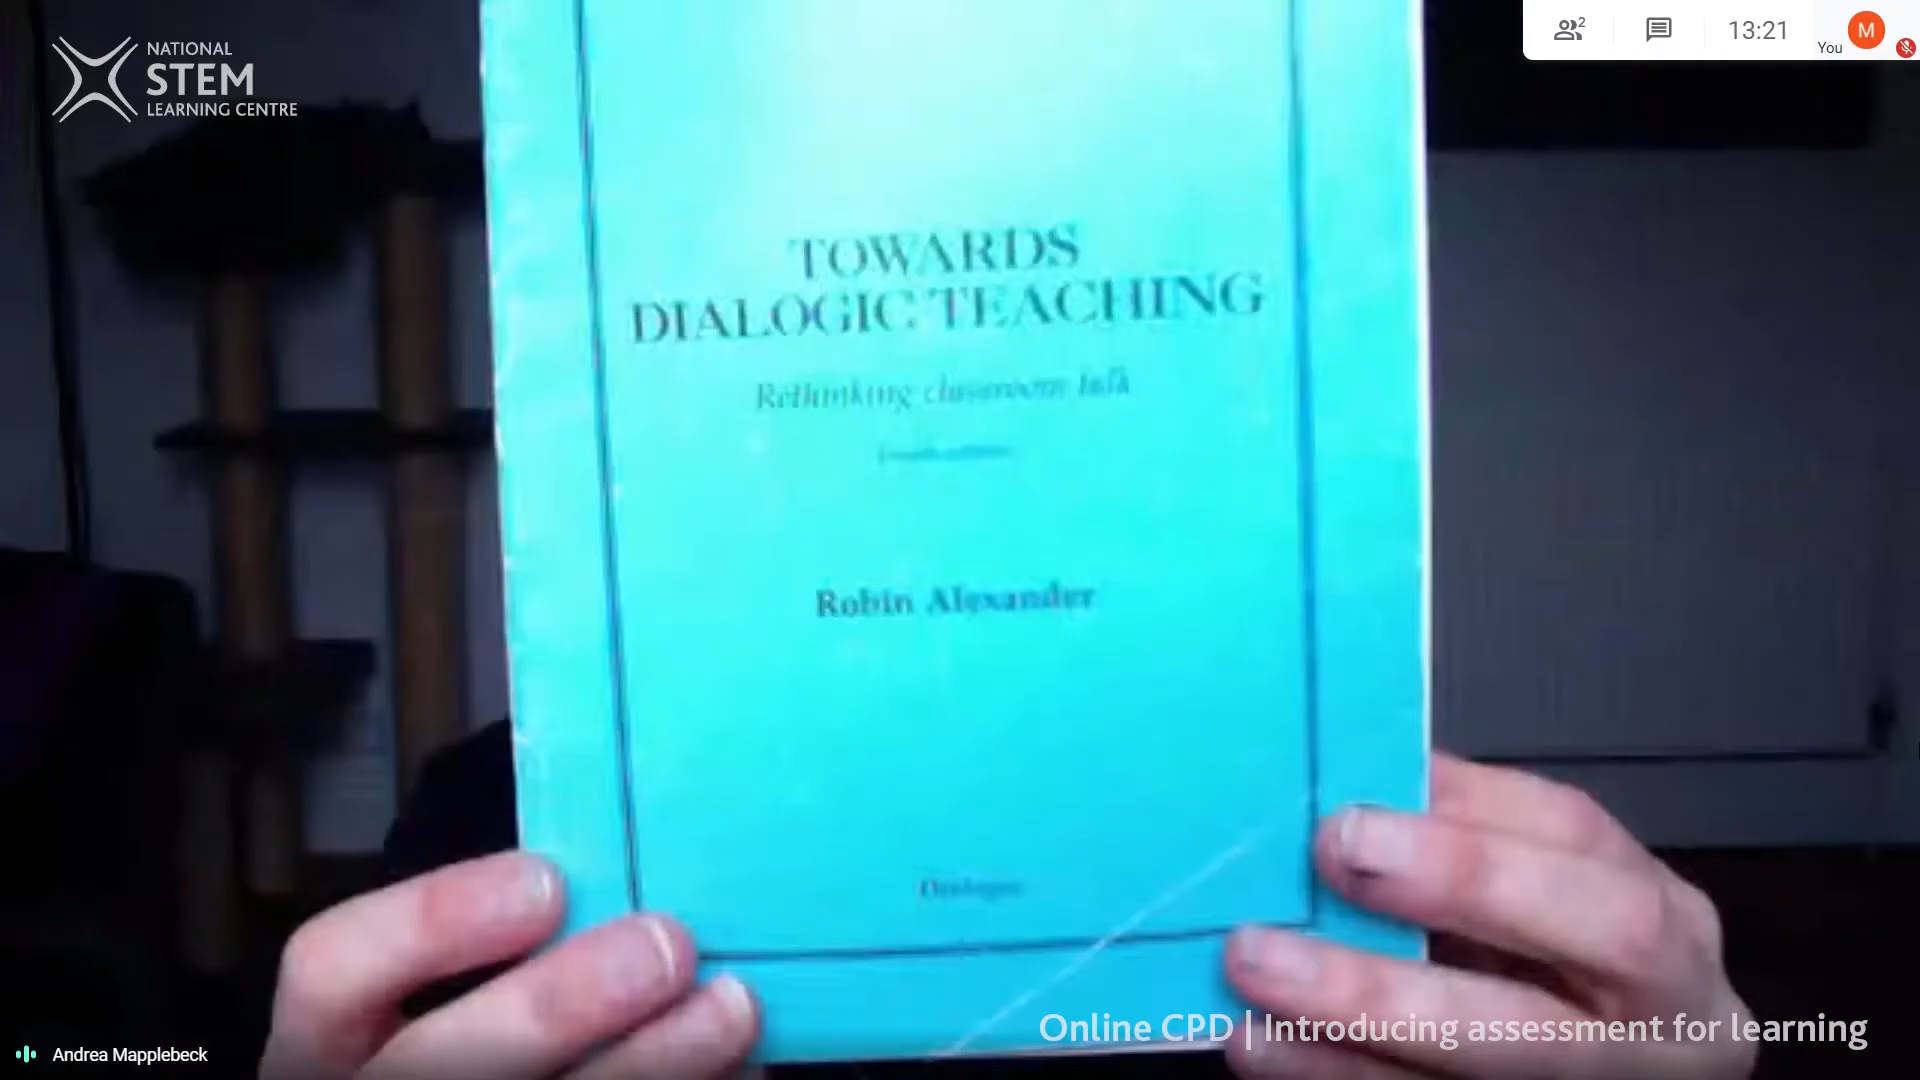 NATIONAL
STEM
LEARNING CENTRE
2
13:21
You
M
TOWARDS
DIALOGIC TEACHING
Rethinking classroom talk
Robin Alexander
Dialogos
Online CPD | Introducing assessment for learning
Andrea Mapplebeck